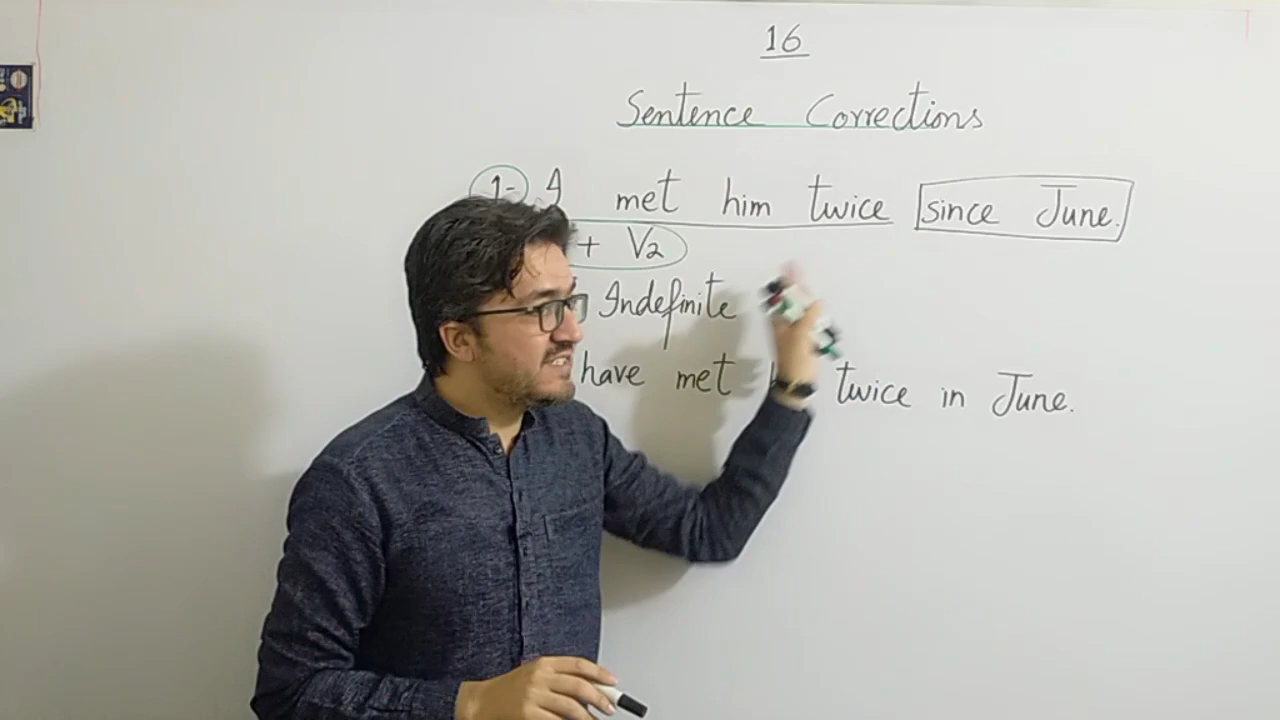 16
Sentence Corrections
1- I met him twice since June.
+ V2
Indefinite
have met twice in June.